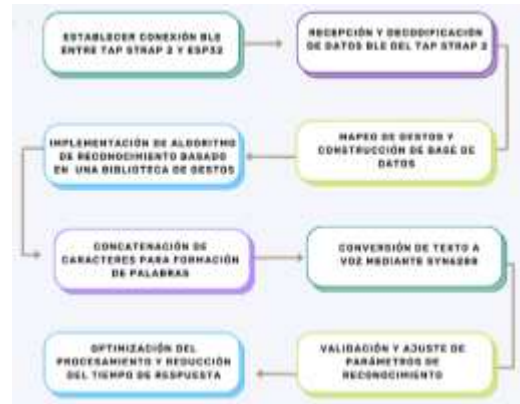 ESTABLECER CONEXIÓN BLE
ENTRE TAP STRAP 2 Y ESP32
RECEPCIÓN Y DECODIFICACIÓN
DE DATOS BLE DEL TAP STRAP 2
MAPEO DE GESTOS Y
CONSTRUCCIÓN DE BASE DE
DATOS
IMPLEMENTACIÓN DE ALGORITMO
DE RECONOCIMIENTO BASADO
EN UNA BIBLIOTECA DE GESTOS
CONCATENACIÓN DE
CARACTERES PARA FORMACIÓN
DE PALABRAS
CONVERSIÓN DE TEXTO A
VOZ MEDIANTE SYN6288
VALIDACIÓN Y AJUSTE DE
PARÁMETROS DE
RECONOCIMIENTO
OPTIMIZACIÓN DEL
PROCESAMIENTO Y REDUCCIÓN
DEL TIEMPO DE RESPUESTA